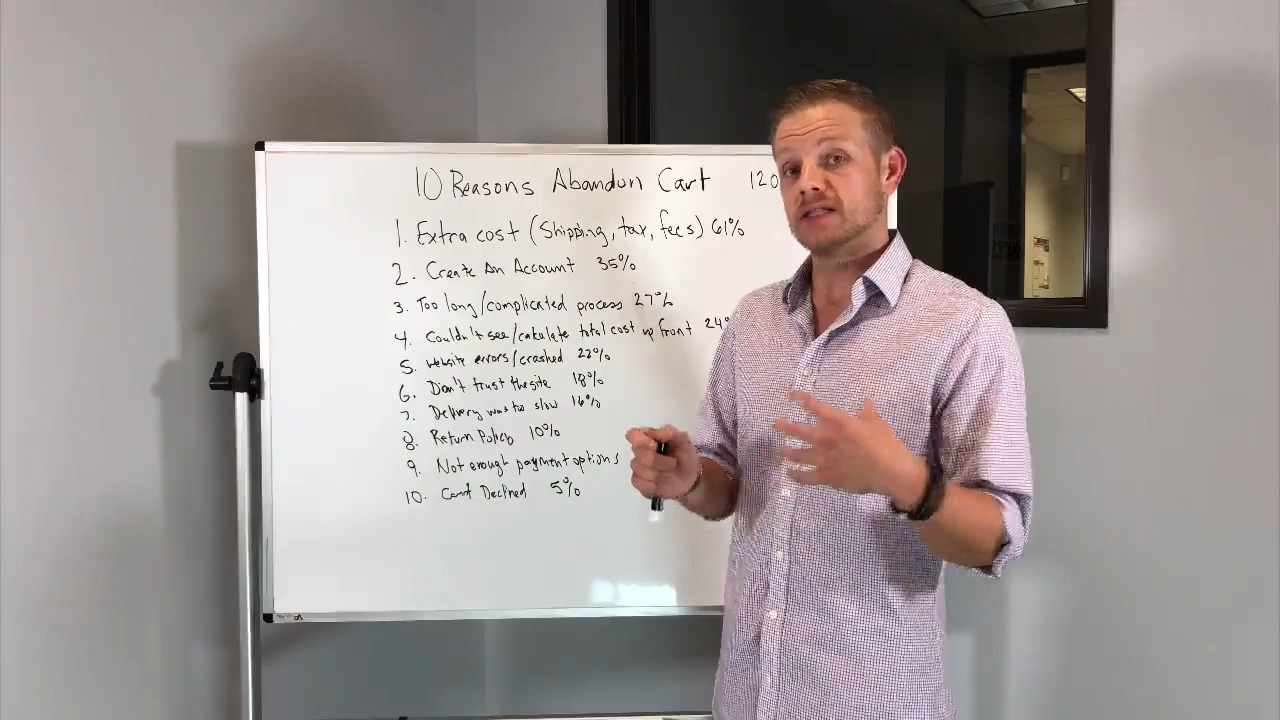 10 Reasons Abandon Cart 120
1. Extra cost (Shipping, tax, fees) 61%
2. Create An Account 35%
3. Too long/complicated process 27%
4. Couldn't see/calculate total cost up front 24%
5. website errors/crashed 22%
6. Don't trust the site 18%
7. Delivery was to slow 16%
8. Return Policy 10%
9. Not enough payment options
10. Card Declined 5%